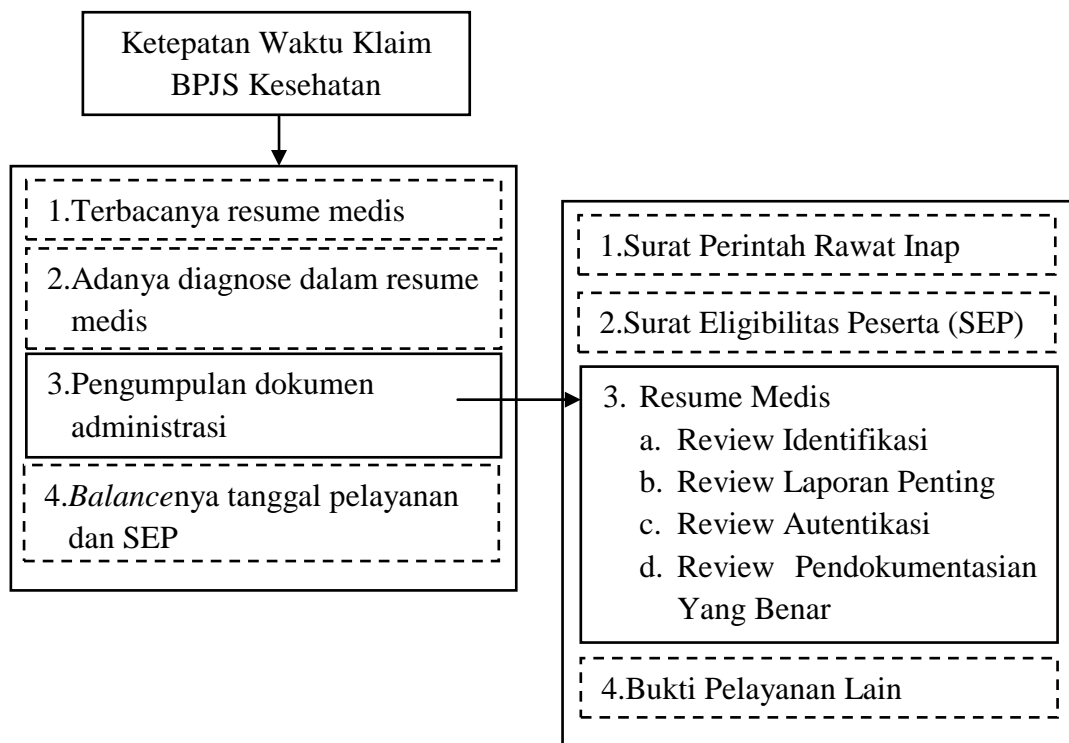 Ketepatan Waktu Klaim
BPJS Kesehatan
1.Terbacanya resume medis
2.Adanya diagnose dalam resume
medis
3.Pengumpulan dokumen
administrasi
4.Balancenya tanggal pelayanan
dan SEP
1.Surat Perintah Rawat Inap
2.Surat Eligibilitas Peserta (SEP)
3. Resume Medis
a. Review Identifikasi
b. Review Laporan Penting
c. Review Autentikasi
d. Review Pendokumentasian
Yang Benar
4.Bukti Pelayanan Lain